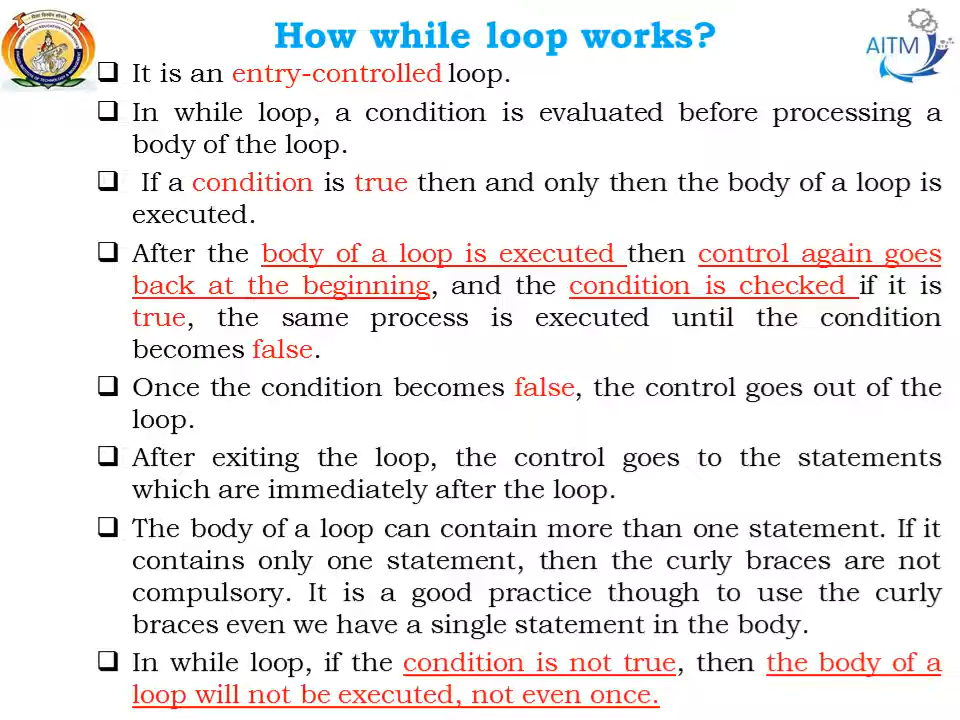 How while loop works?
AITM
❑ It is an entry-controlled loop.
❑ In while loop, a condition is evaluated before processing a
body of the loop.
❑ If a condition is true then and only then the body of a loop is
executed.
❑ After the body of a loop is executed then control again goes
back at the beginning, and the condition is checked if it is
true, the same process is executed until the condition
becomes false.
❑ Once the condition becomes false, the control goes out of the
loop.
❑ After exiting the loop, the control goes to the statements
which are immediately after the loop.
❑ The body of a loop can contain more than one statement. If it
contains only one statement, then the curly braces are not
compulsory. It is a good practice though to use the curly
braces even we have a single statement in the body.
❑ In while loop, if the condition is not true, then the body of a
loop will not be executed, not even once.